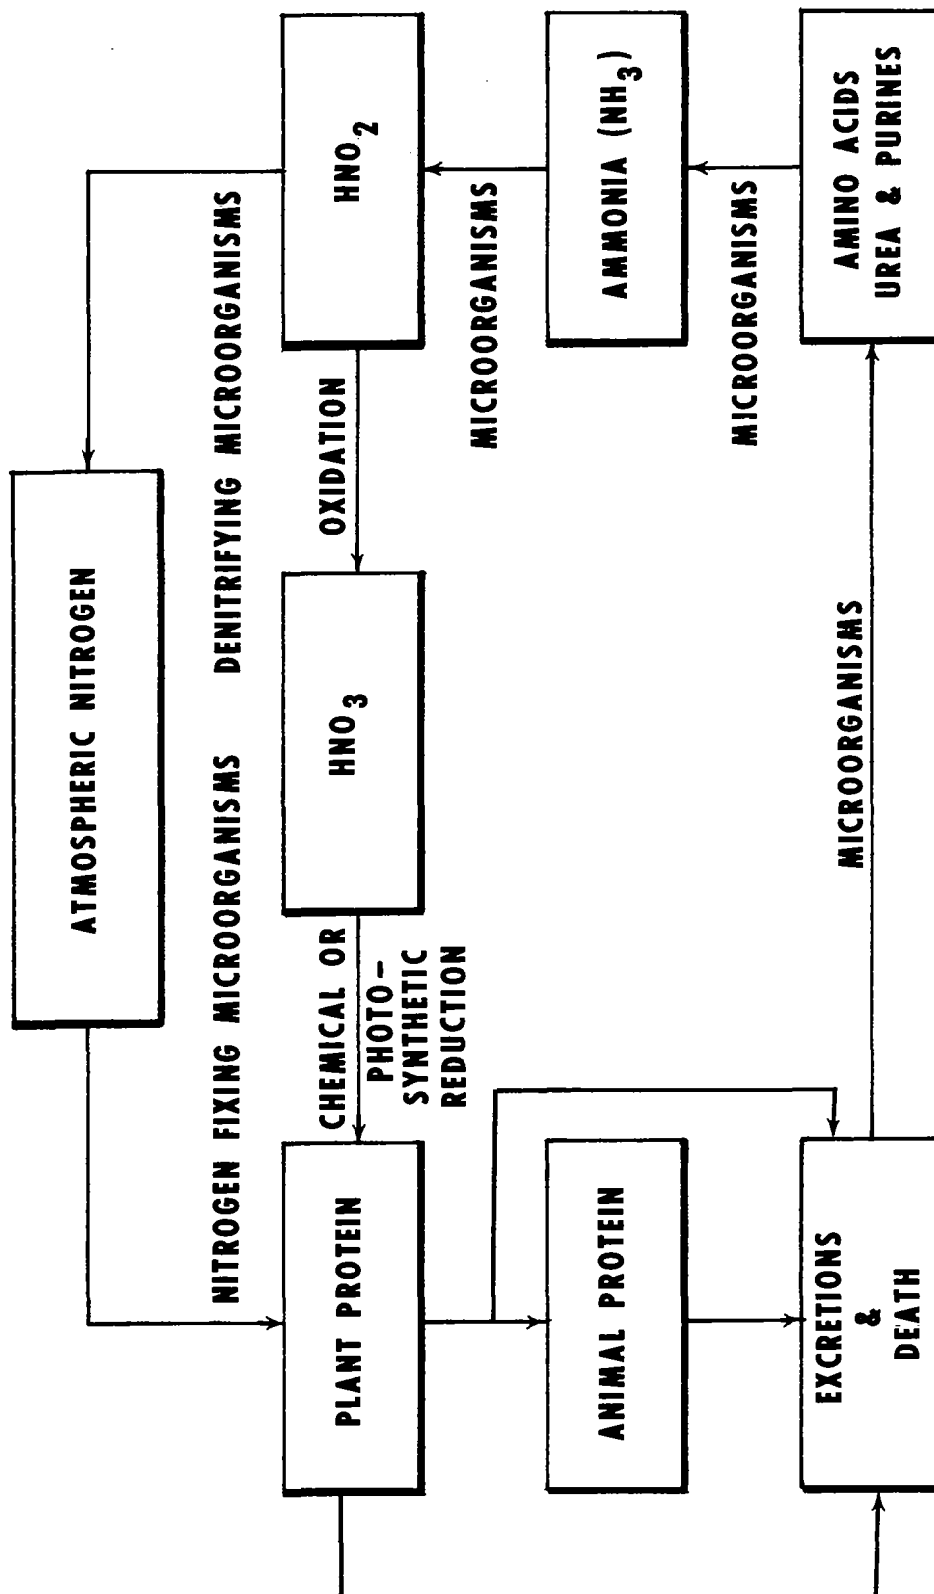 ATMOSPHERIC NITROGEN
NITROGEN FIXING MICROORGANISMS
DENITRIFYING MICROORGANISMS
PLANT PROTEIN
CHEMICAL OR
PHOTO–
SYNTHETIC
REDUCTION
HNO3
OXIDATION
HNO2
MICROORGANISMS
ANIMAL PROTEIN
AMMONIA (NH3)
MICROORGANISMS
EXCRETIONS
&
DEATH
MICROORGANISMS
AMINO ACIDS
UREA & PURINES